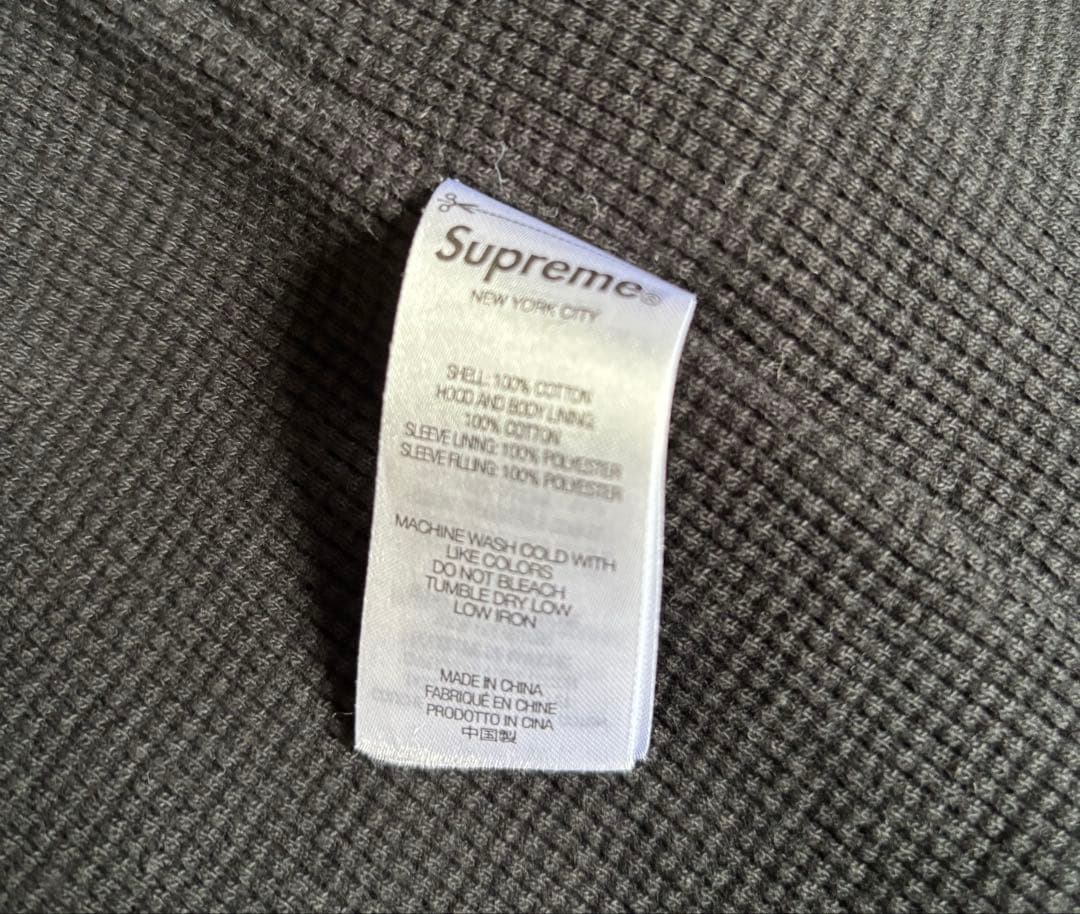 Supreme®
NEW YORK CITY
SHELL: 100% COTTON
HOOD AND BODY LINING:
100% COTTON
SLEEVE LINING: 100% POLYESTER
SLEEVE FILLING: 100% POLYESTER
MACHINE WASH COLD WITH
LIKE COLORS
DO NOT BLEACH
TUMBLE DRY LOW
LOW IRON
MADE IN CHINA
FABRIQUÉ EN CHINE
PRODOTTO IN CINA
中国製